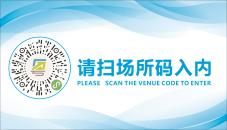 请扫场所码入内
PLEASE SCAN THE VENUE CODE TO ENTER